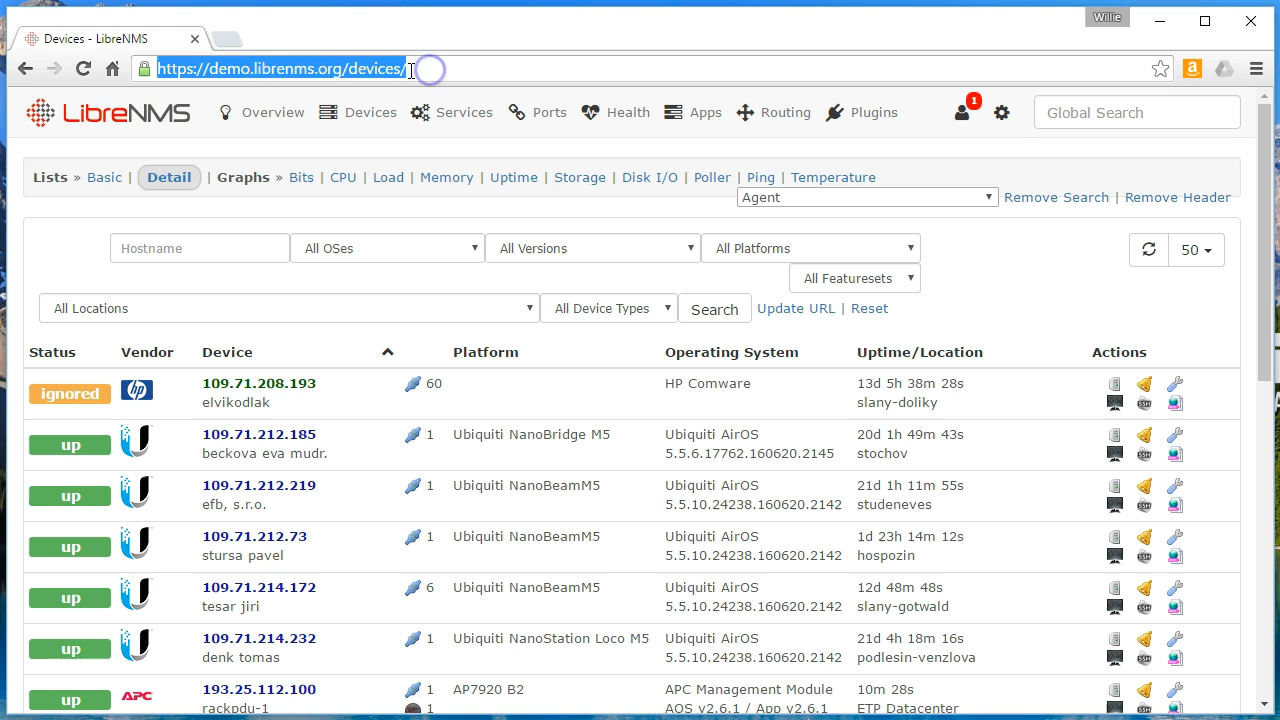 Willie
Devices - LibreNMS
https://demo.librenms.org/devices/
LibreNMS Overview Devices Services Ports Health Apps Routing Plugins 1 Global Search
Lists » Basic | Detail | Graphs » Bits | CPU | Load | Memory | Uptime | Storage | Disk I/O | Poller | Ping | Temperature
Agent Remove Search | Remove Header
Hostname All OSes All Versions All Platforms 50
All Featuresets
All Locations All Device Types Search Update URL | Reset
Status Vendor Device Platform Operating System Uptime/Location Actions
ignored hp 109.71.208.193 60 HP Comware 13d 5h 38m 28s
elvikodlak slany-doliky SSH
up 109.71.212.185 1 Ubiquiti NanoBridge M5 Ubiquiti AirOS 20d 1h 49m 43s
beckova eva mudr. 5.5.6.17762.160620.2145 stochov SSH
up 109.71.212.219 1 Ubiquiti NanoBeamM5 Ubiquiti AirOS 21d 1h 11m 55s
efb, s.r.o. 5.5.10.24238.160620.2142 studeneves SSH
up 109.71.212.73 1 Ubiquiti NanoBeamM5 Ubiquiti AirOS 1d 23h 14m 12s
stursa pavel 5.5.10.24238.160620.2142 hospozin SSH
up 109.71.214.172 6 Ubiquiti NanoBeamM5 Ubiquiti AirOS 12d 48m 48s
tesar jiri 5.5.10.24238.160620.2142 slany-gotwald SSH
up 109.71.214.232 1 Ubiquiti NanoStation Loco M5 Ubiquiti AirOS 21d 4h 18m 16s
denk tomas 5.5.10.24238.160620.2142 podlesin-venzlova SSH
up APC 193.25.112.100 1 AP7920 B2 APC Management Module 10m 28s
rackpdu-1 1 AOS v2.6.1 / App v2.6.1 ETP Datacenter SSH